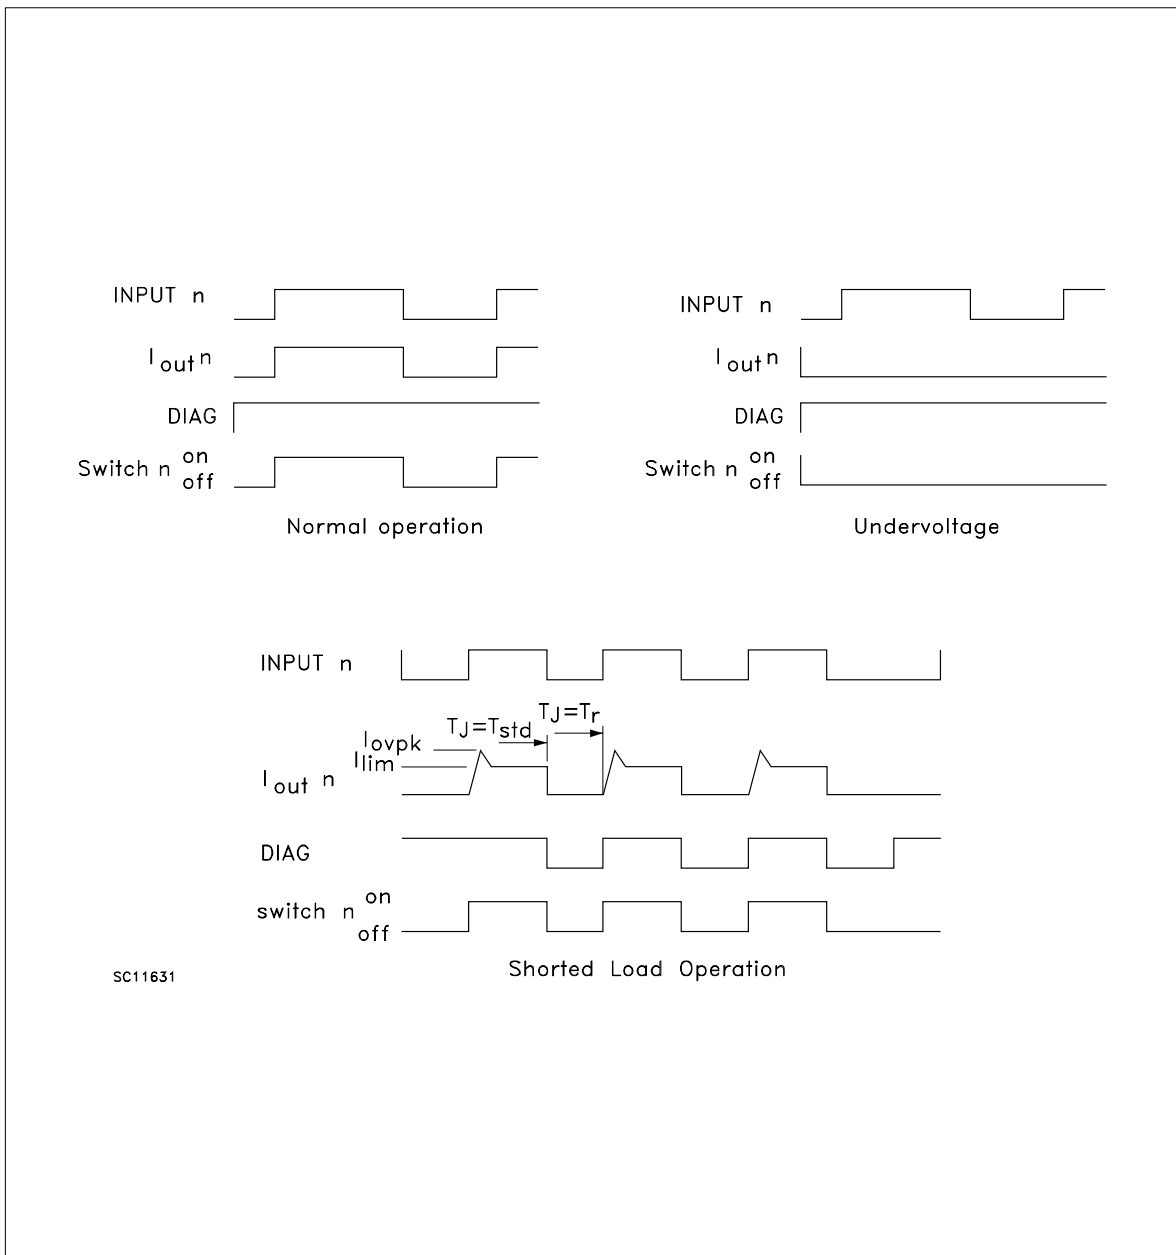 INPUT n
I out n
DIAG
Switch n on off
Normal operation
INPUT n
I out n
DIAG
Switch n on off
Undervoltage
INPUT n
TJ=Tstd
TJ=Tr
Iovpk
Ilim
I out n
DIAG
switch n on off
Shorted Load Operation
SC11631